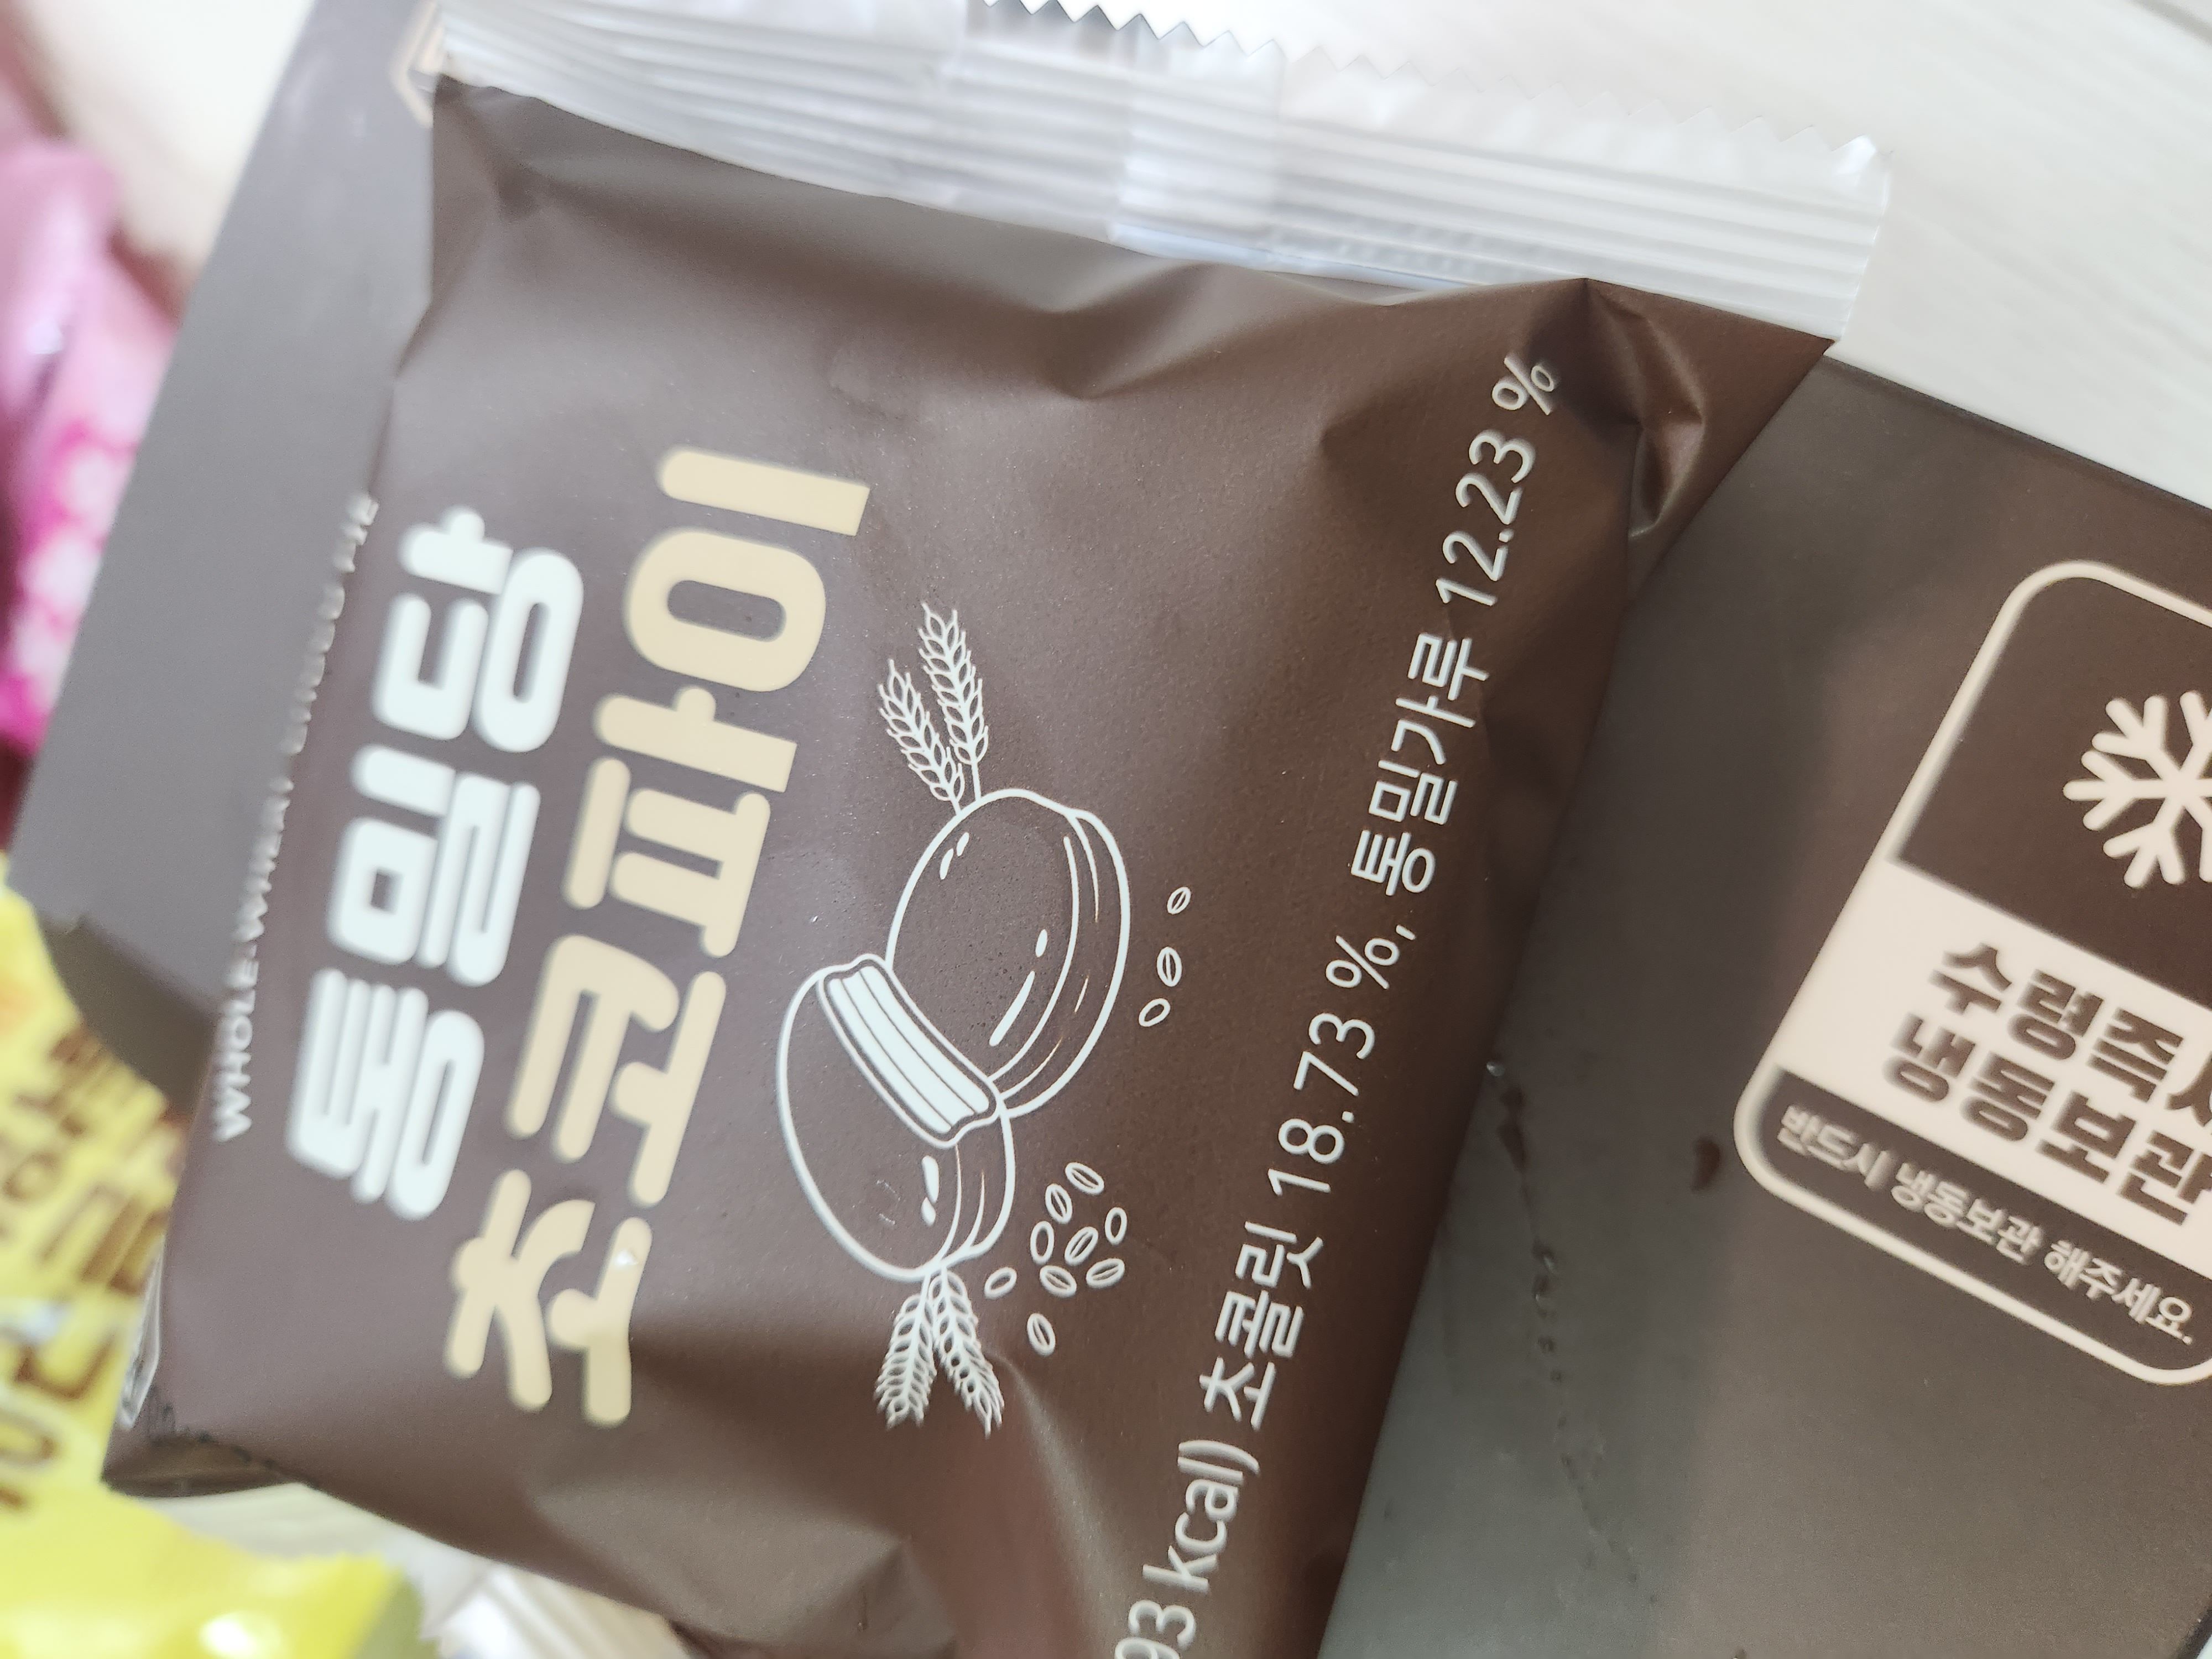 WHOLE-WHEAT
통밀당
초코파이
93 kcal) 초콜릿 18.73 %, 통밀가루 12.23 %
수령즉
냉동보관
반드시 냉동보관 해주세요.